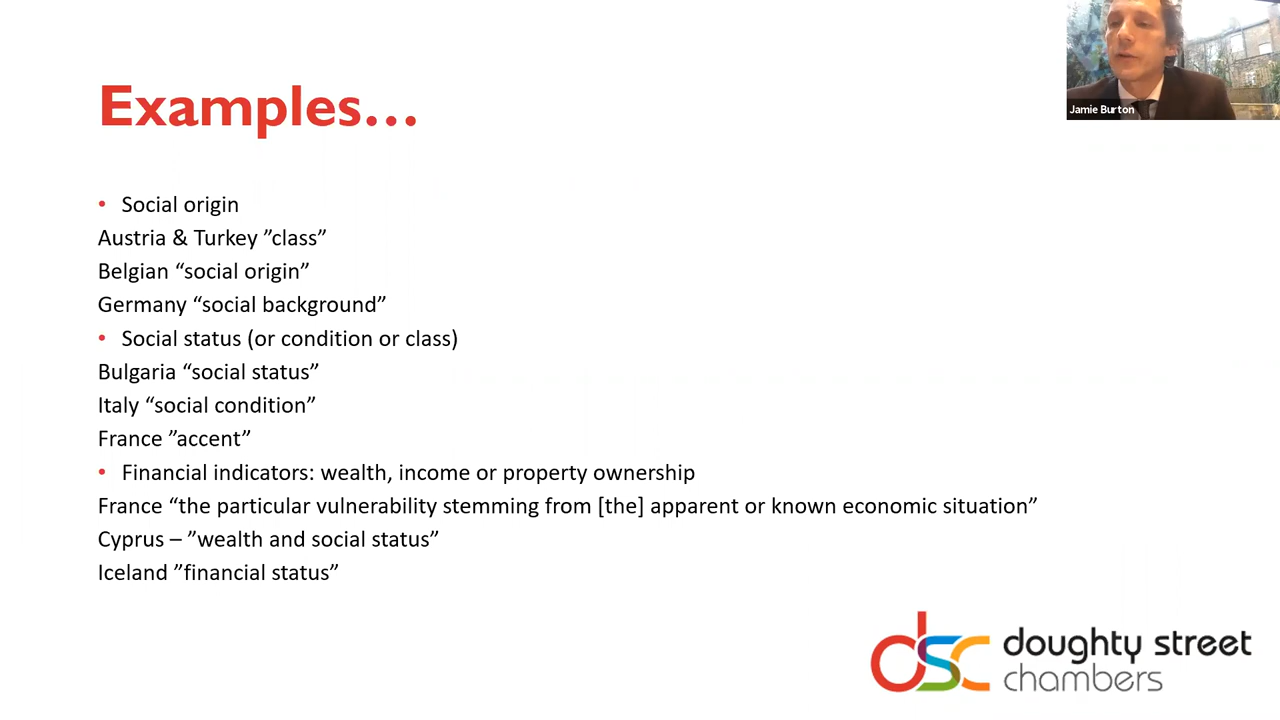 Examples…
Jamie Burton
• Social origin
Austria & Turkey ”class”
Belgian “social origin”
Germany “social background”
• Social status (or condition or class)
Bulgaria “social status”
Italy “social condition”
France ”accent”
• Financial indicators: wealth, income or property ownership
France “the particular vulnerability stemming from [the] apparent or known economic situation”
Cyprus – ”wealth and social status”
Iceland ”financial status”
dsc doughty street
chambers